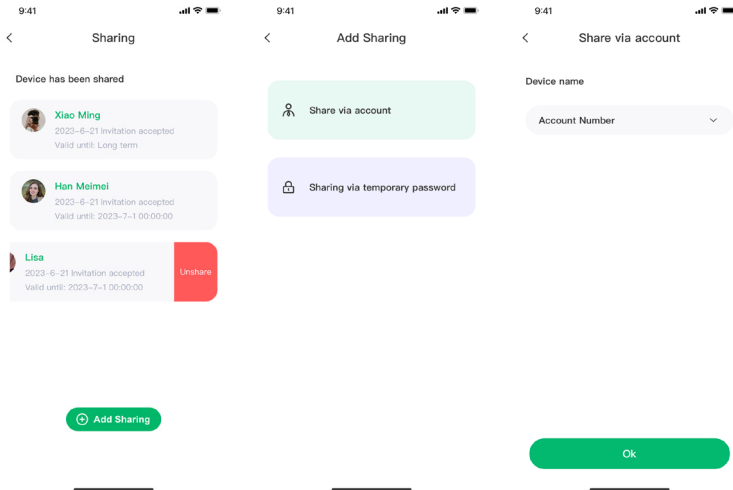 9:41
Sharing
Device has been shared
Xiao Ming
2023-6-21 Invitation accepted
Valid until: Long term
Han Meimei
2023-6-21 Invitation accepted
Valid until: 2023-7-1 00:00:00
Lisa
2023-6-21 Invitation accepted
Valid until: 2023-7-1 00:00:00
Unshare
Add Sharing
9:41
Add Sharing
Share via account
Sharing via temporary password
9:41
Share via account
Device name
Account Number
Ok